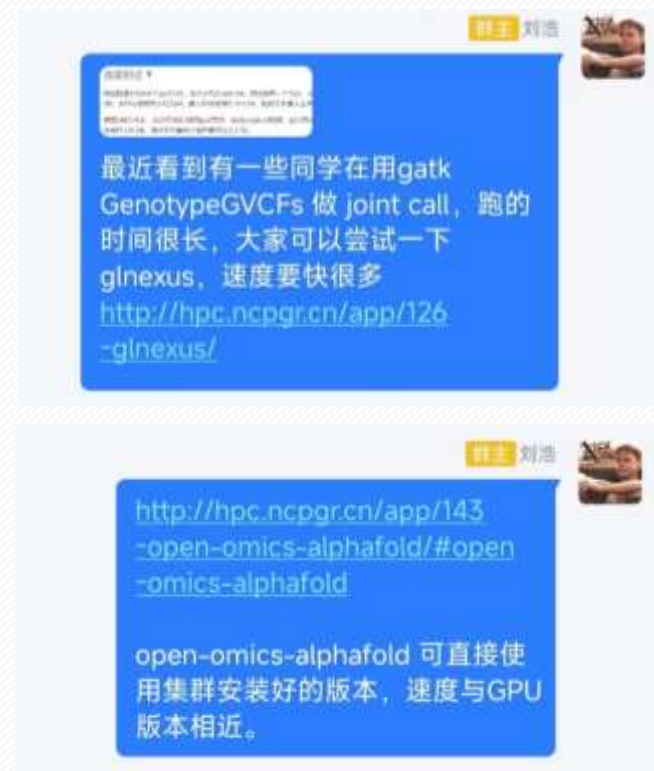 群主 刘浩
最近看到有一些同学在用gatk
GenotypeGVCFs 做 joint call，跑的
时间很长，大家可以尝试一下
glnexus，速度要快很多
http://hpc.ncpgr.cn/app/126
-glnexus/
群主 刘浩
http://hpc.ncpgr.cn/app/143
-open-omics-alphafold/#open
-omics-alphafold
open-omics-alphafold 可直接使
用集群安装好的版本，速度与GPU
版本相近。